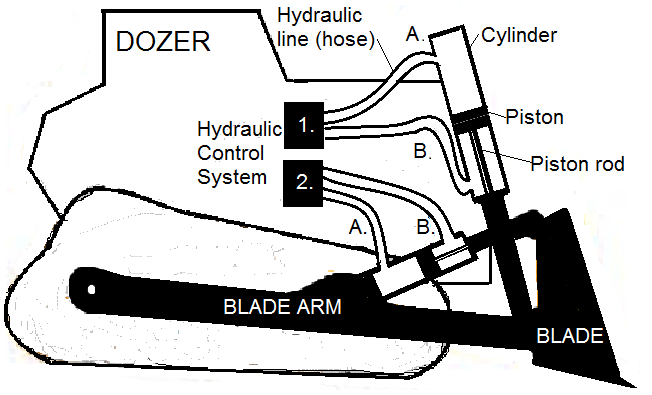 DOZER
Hydraulic
line (hose)
A.
Cylinder
Hydraulic
Control
System
1.
2.
Piston
B.
Piston rod
A.
B.
BLADE ARM
BLADE